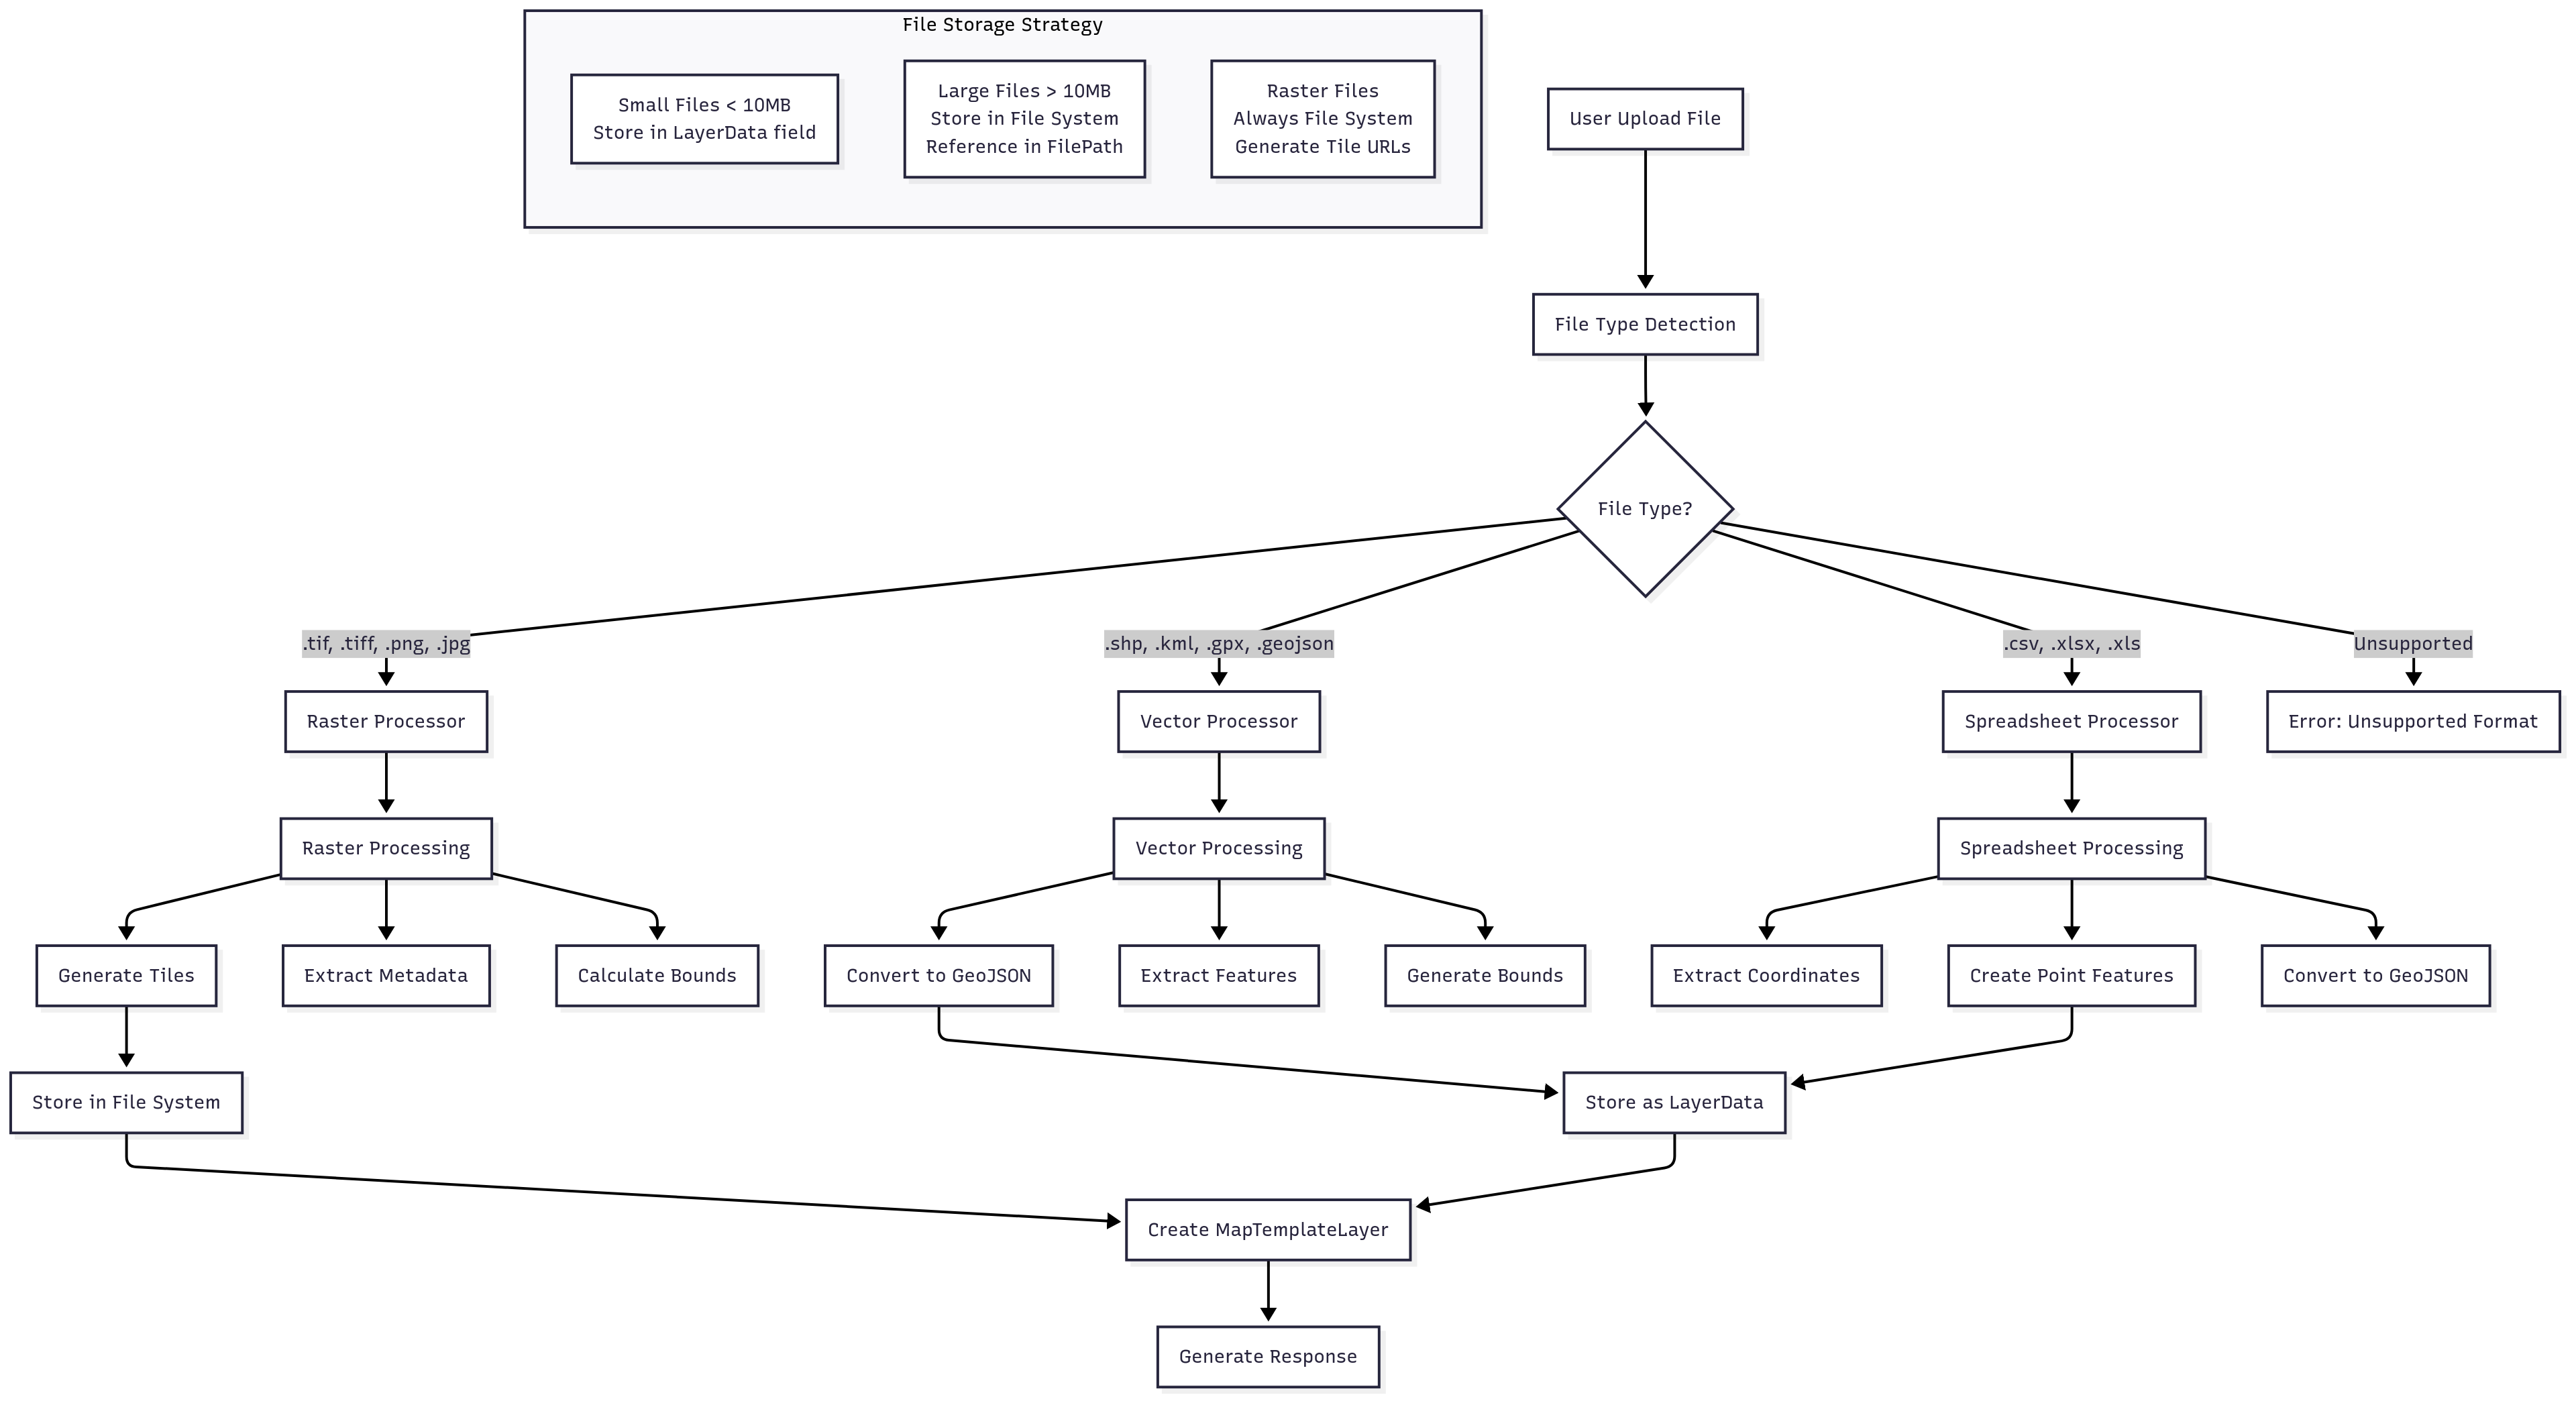 File Storage Strategy
Small Files < 10MB
Store in LayerData field
Large Files > 10MB
Store in File System
Reference in FilePath
Raster Files
Always File System
Generate Tile URLs
User Upload File
File Type Detection
File Type?
.tif, .tiff, .png, .jpg
.shp, .kml, .gpx, .geojson
.csv, .xlsx, .xls
Unsupported
Raster Processor
Vector Processor
Spreadsheet Processor
Error: Unsupported Format
Raster Processing
Vector Processing
Spreadsheet Processing
Generate Tiles
Extract Metadata
Calculate Bounds
Convert to GeoJSON
Extract Features
Generate Bounds
Extract Coordinates
Create Point Features
Convert to GeoJSON
Store in File System
Store as LayerData
Create MapTemplateLayer
Generate Response